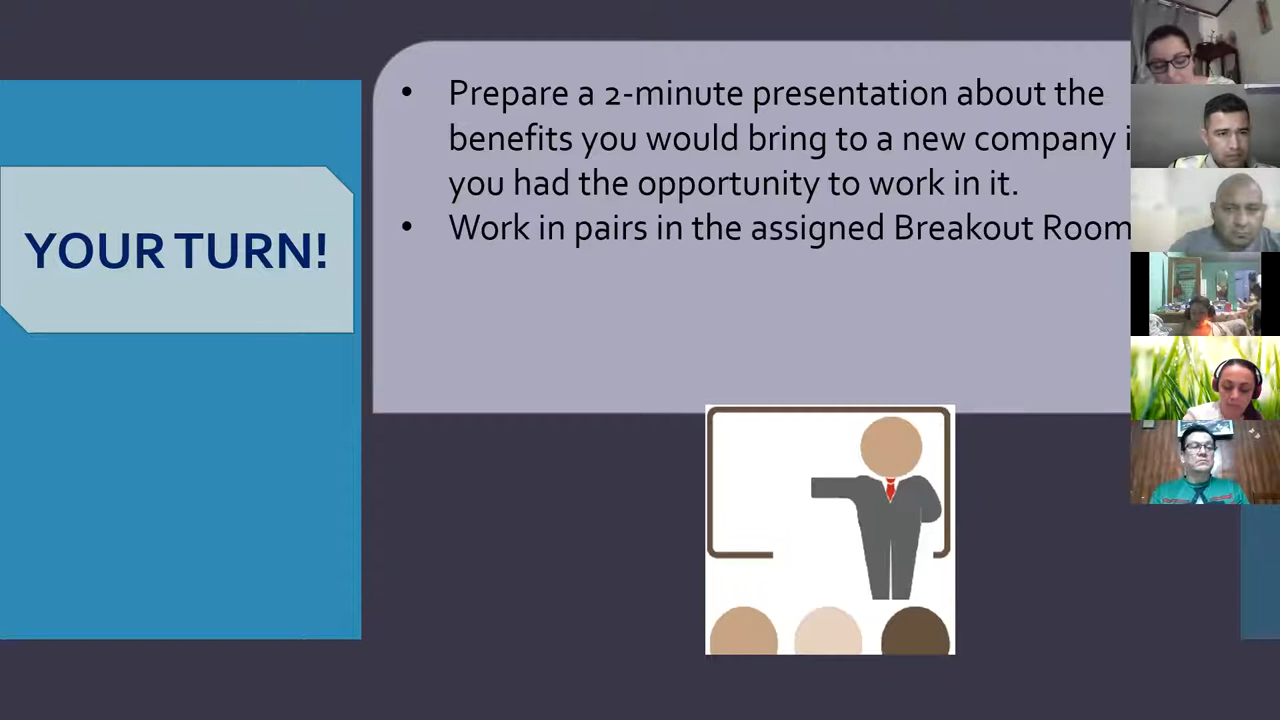 YOUR TURN!
• Prepare a 2-minute presentation about the
benefits you would bring to a new company
you had the opportunity to work in it.
• Work in pairs in the assigned Breakout Room